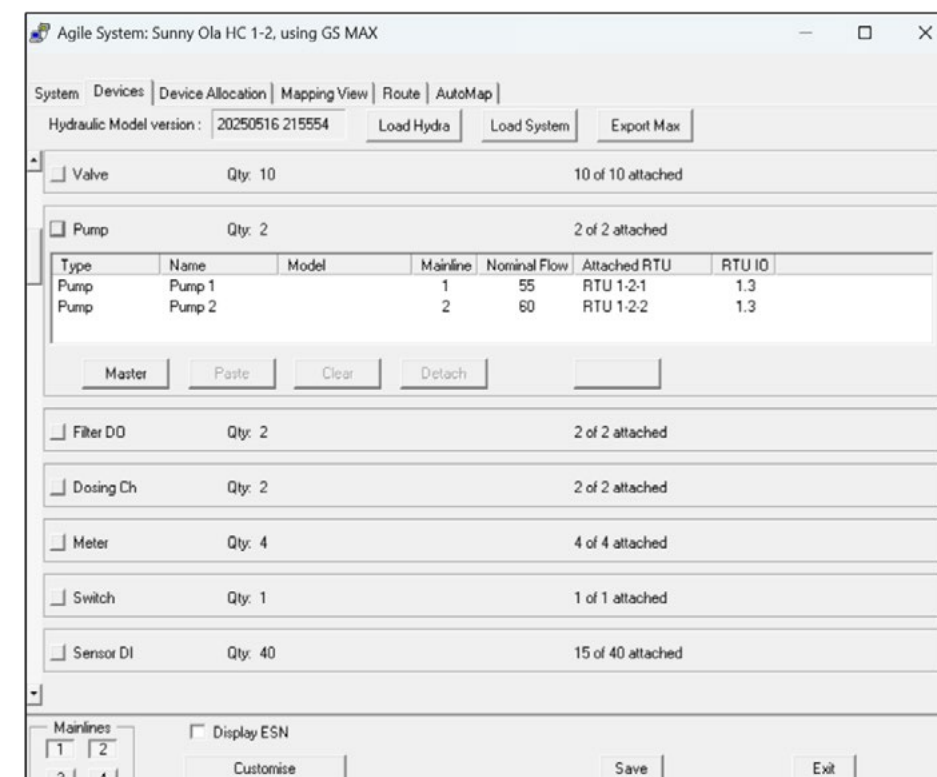 Agile System: Sunny Ola HC 1-2, using GS MAX
System Devices Device Allocation Mapping View Route AutoMap
Hydraulic Model version : 20250516 215554 Load Hydra Load System Export Max
Valve Qty: 10 10 of 10 attached
Pump Qty: 2 2 of 2 attached
Type Name Model Mainline Nominal Flow Attached RTU RTU IO
Pump Pump 1 1 55 RTU 1-2-1 1.3
Pump Pump 2 2 60 RTU 1-2-2 1.3
Master Paste Clear Detach
Filter DO Qty: 2 2 of 2 attached
Dosing Ch Qty: 2 2 of 2 attached
Meter Qty: 4 4 of 4 attached
Switch Qty: 1 1 of 1 attached
Sensor DI Qty: 40 15 of 40 attached
Mainlines Display ESN
1 2
3 4 Customise Save Exit